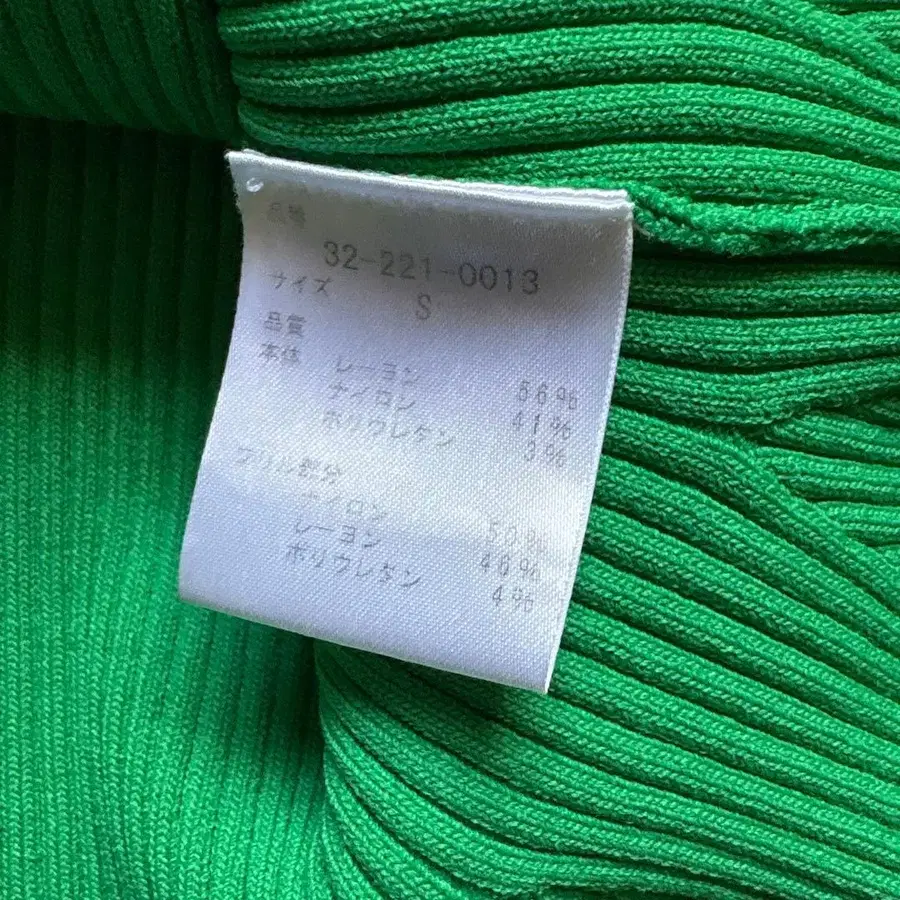 品番
32-221-0013
サイズ S
品質
本体 レーヨン 56%
ナイロン 41%
ポリウレタン 3%
フリル部分
ナイロン 50%
レーヨン 46%
ポリウレタン 4%